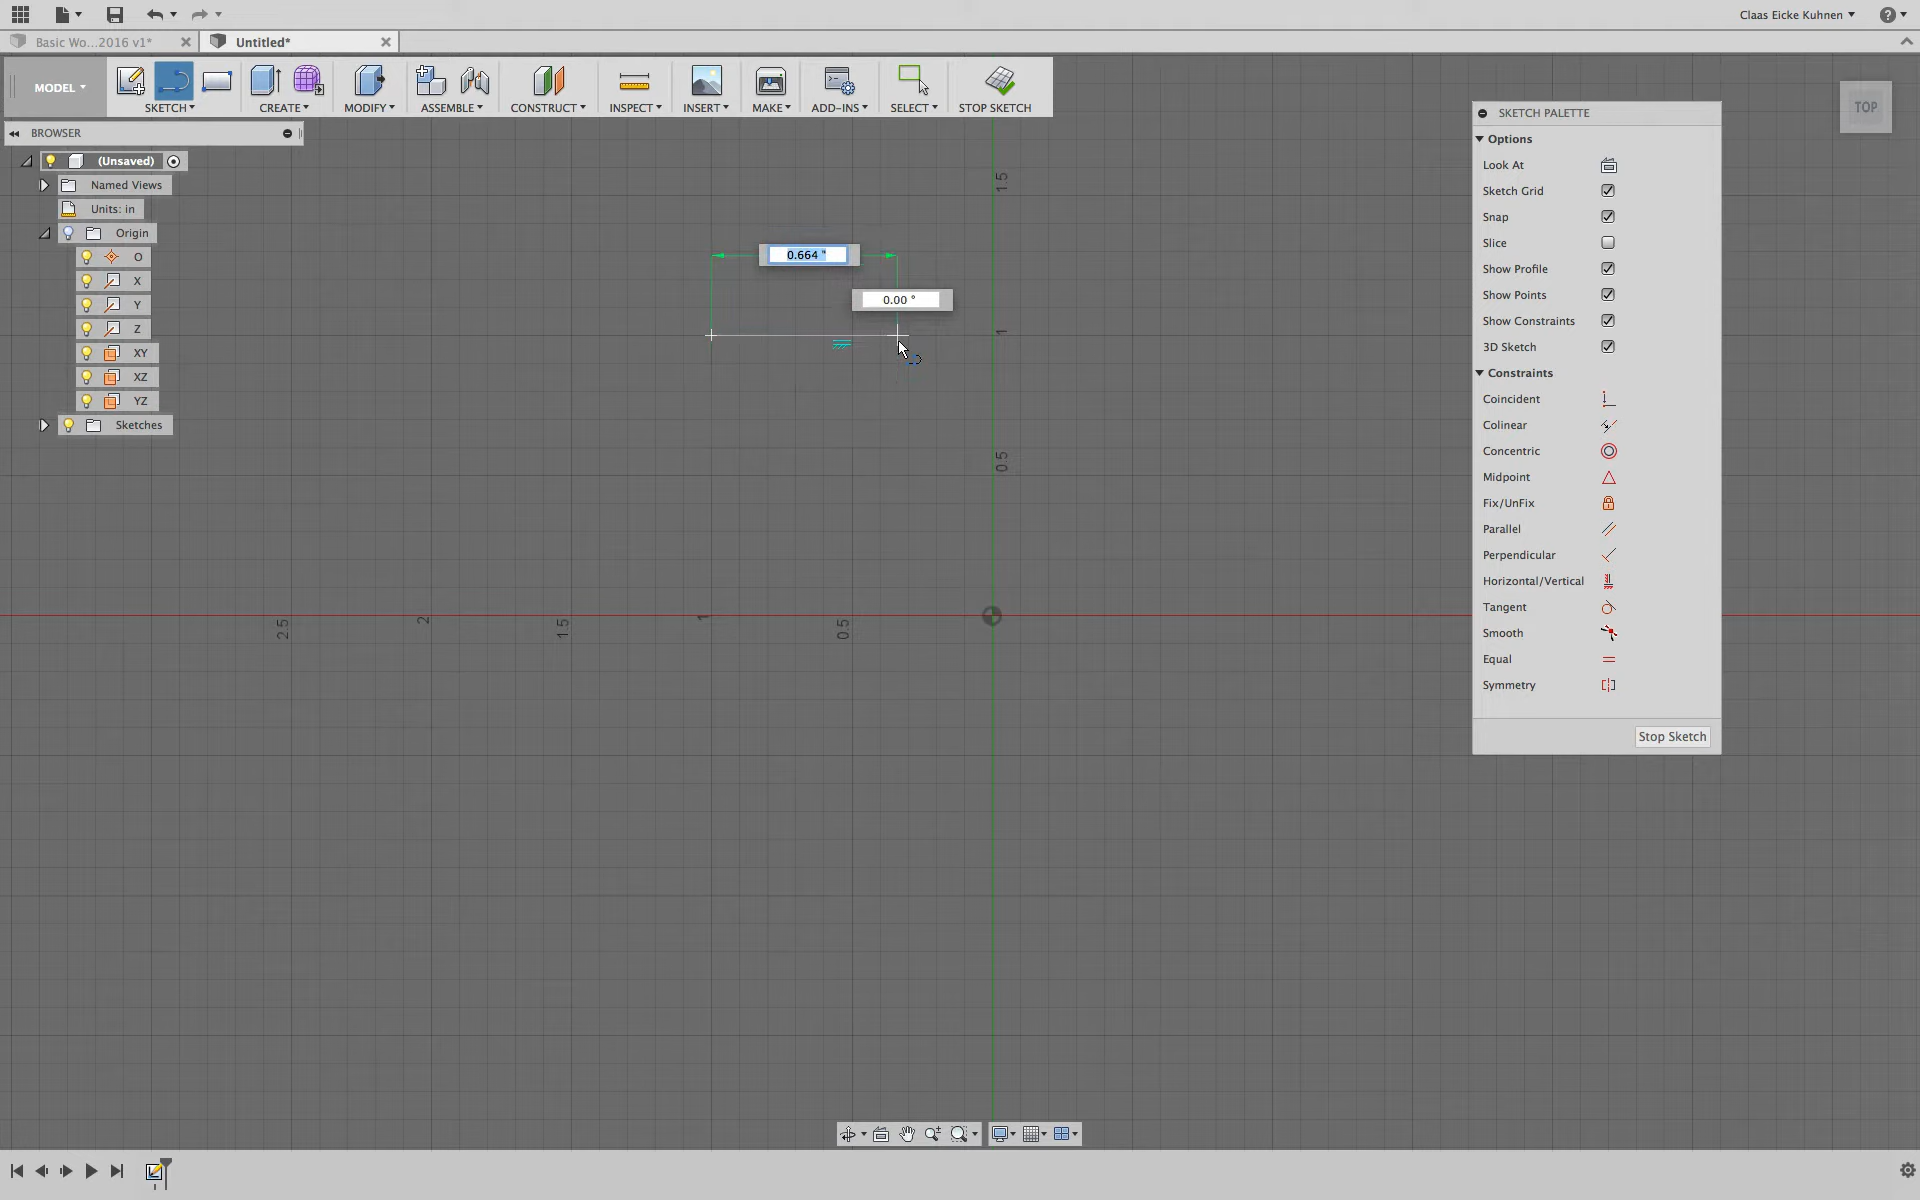 Claas Eicke Kuhnen
Basic Wo...2016 v1*
Untitled*
MODEL
SKETCH
CREATE
MODIFY
ASSEMBLE
CONSTRUCT
INSPECT
INSERT
MAKE
ADD-INS
SELECT
STOP SKETCH
TOP
BROWSER
(Unsaved)
Named Views
Units: in
Origin
O
X
Y
Z
XY
XZ
YZ
Sketches
0.664 "
0.00 °
1.5
1
0.5
2.5
2
1.5
1
0.5
SKETCH PALETTE
Options
Look At
Sketch Grid
Snap
Slice
Show Profile
Show Points
Show Constraints
3D Sketch
Constraints
Coincident
Colinear
Concentric
Midpoint
Fix/UnFix
Parallel
Perpendicular
Horizontal/Vertical
Tangent
Smooth
Equal
Symmetry
Stop Sketch